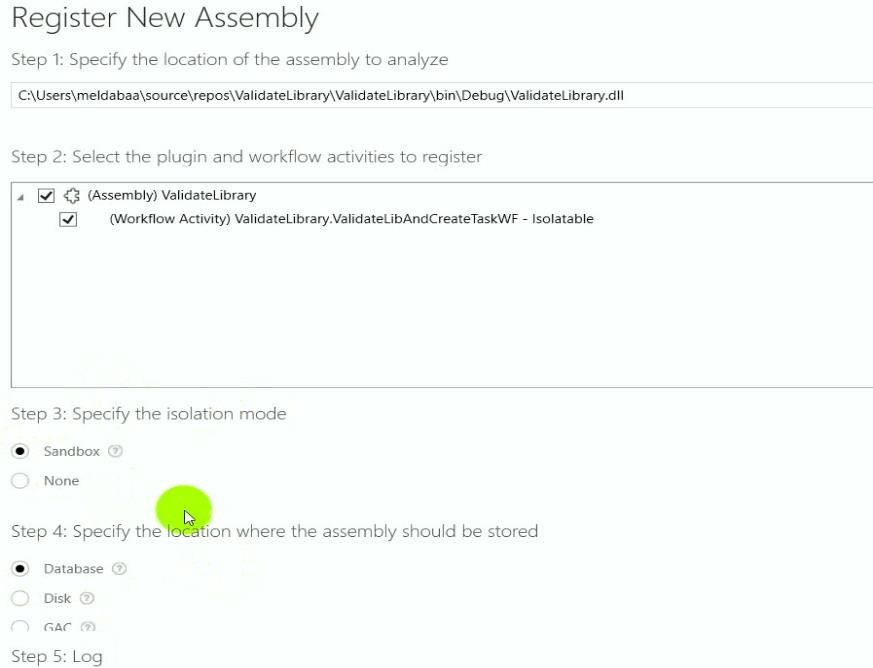 Register New Assembly
Step 1: Specify the location of the assembly to analyze
C:\Users\meldabaa\source\repos\ValidateLibrary\ValidateLibrary\bin\Debug\ValidateLibrary.dll
Step 2: Select the plugin and workflow activities to register
(Assembly) ValidateLibrary
(Workflow Activity) ValidateLibrary.ValidateLibAndCreateTaskWF - Isolatable
Step 3: Specify the isolation mode
Sandbox ?
None
Step 4: Specify the location where the assembly should be stored
Database ?
Disk ?
GAC ?
Step 5: Log